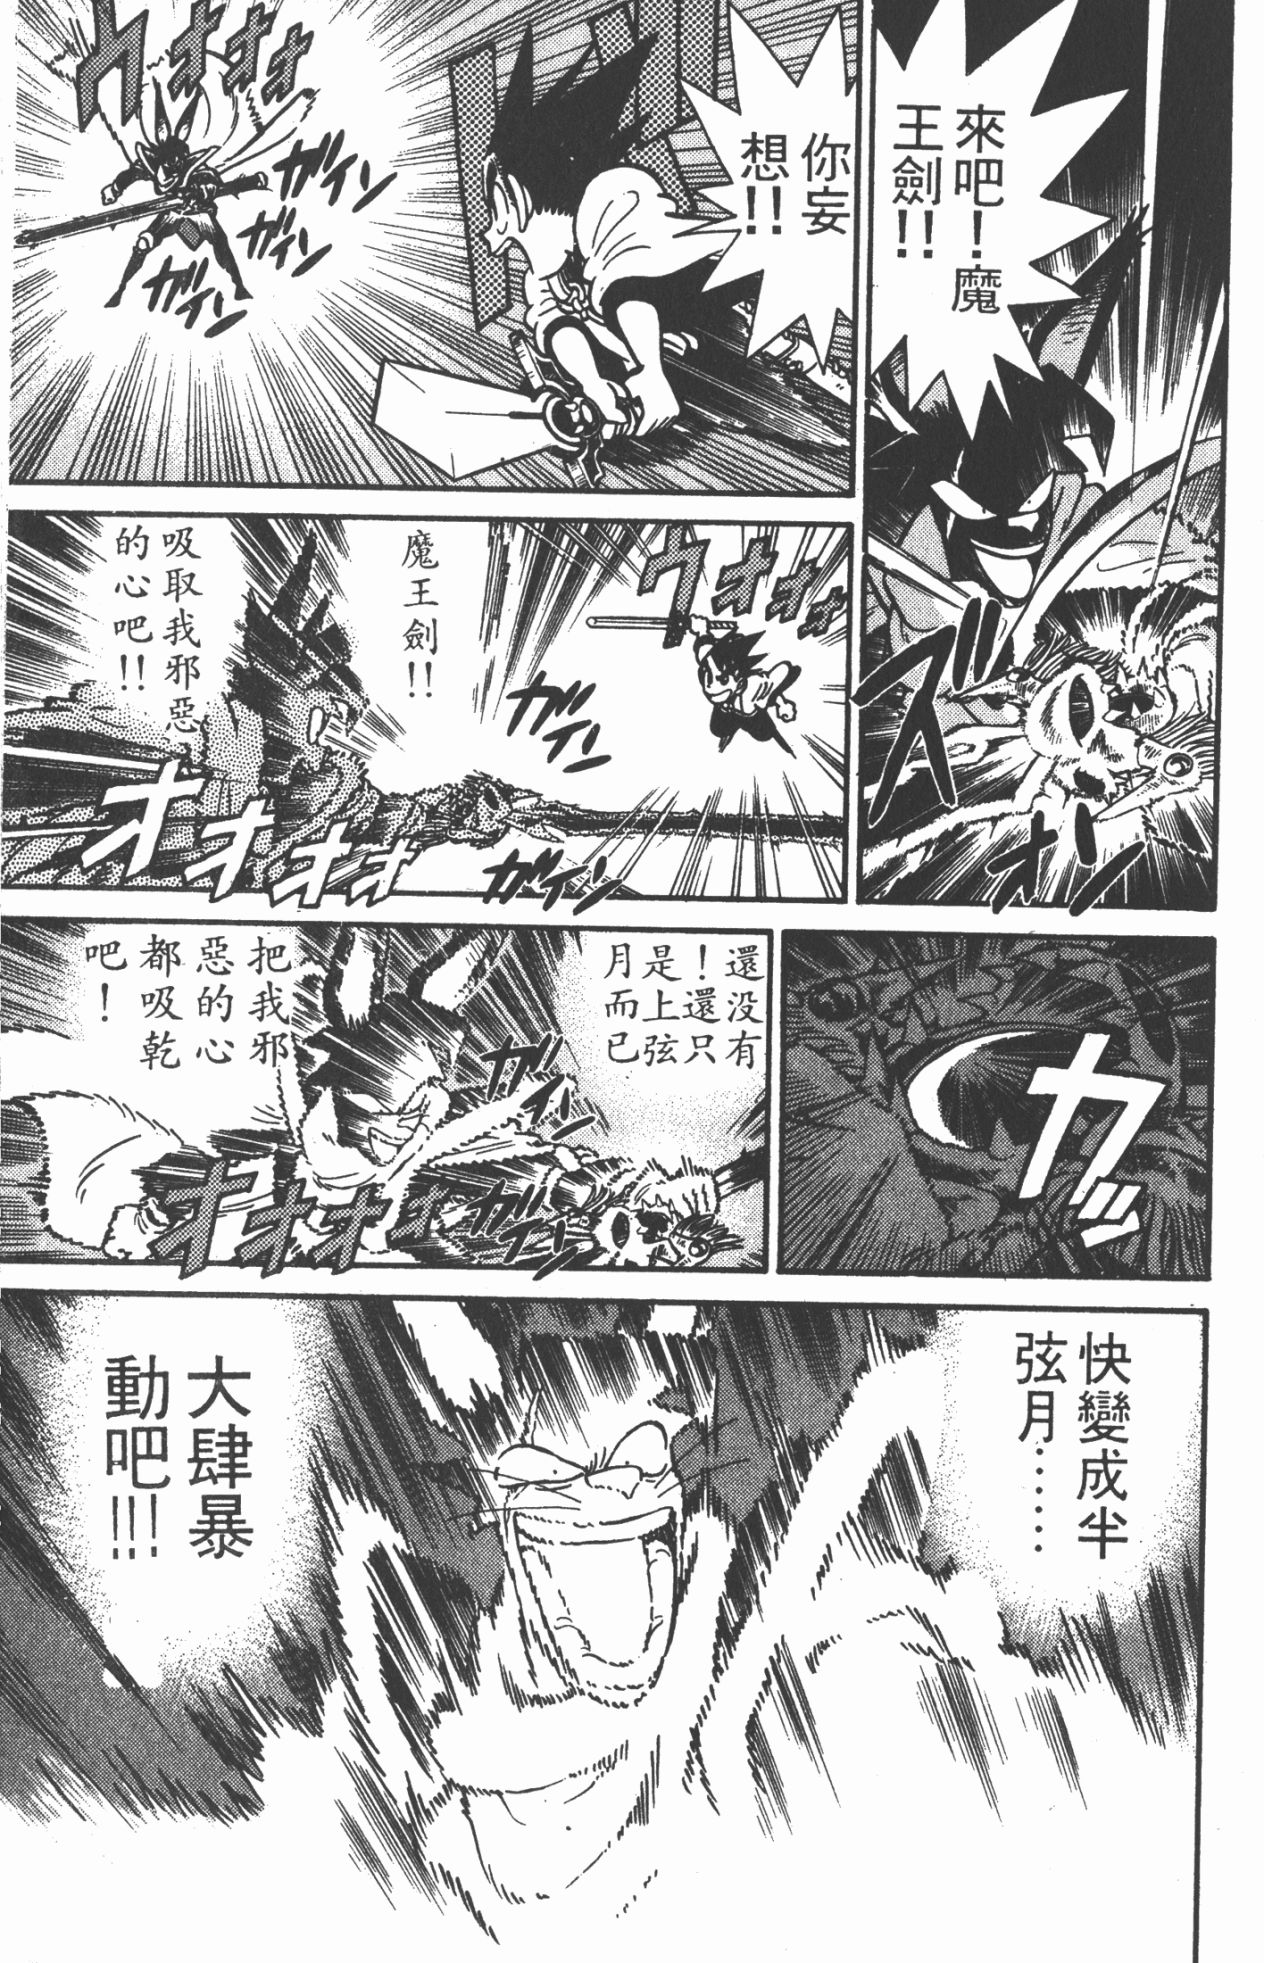 來吧！魔
王劍!!
ズ
オ
ン
你妄
想!!
ウオオオ
ガイン
ガイン
ガイン
ウオオオ
ガイン
魔王劍!!
吸取我邪惡
的心吧!!
オオオオ
ガイン
カッ
還没有
！還只
是上弦
月而已
ガイン
把我邪
惡的心
都吸乾
吧！
オオオオ
ガイン
快變成半
弦月……
大肆暴
動吧!!!